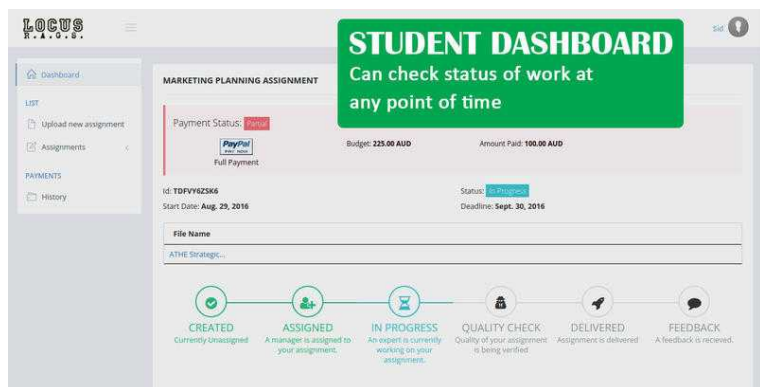 LOCUS
R.A.G.S.
STUDENT DASHBOARD
Can check status of work at
any point of time
Sid
Dashboard
LIST
Upload new assignment
Assignments
PAYMENTS
History
MARKETING PLANNING ASSIGNMENT
Payment Status: Partial
PayPal
PAY NOW
Full Payment
Budget: 225.00 AUD
Amount Paid: 100.00 AUD
Id: TDFVY6ZSK6
Status: In Progress
Start Date: Aug. 29, 2016
Deadline: Sept. 30, 2016
File Name
ATHE Strategic...
CREATED
Currently Unassigned
ASSIGNED
A manager is assigned to
your assignment.
IN PROGRESS
An expert is currently
working on your
assignment.
QUALITY CHECK
Quality of your assignment
is being verified
DELIVERED
Assignment is delivered
FEEDBACK
A feedback is recieved.